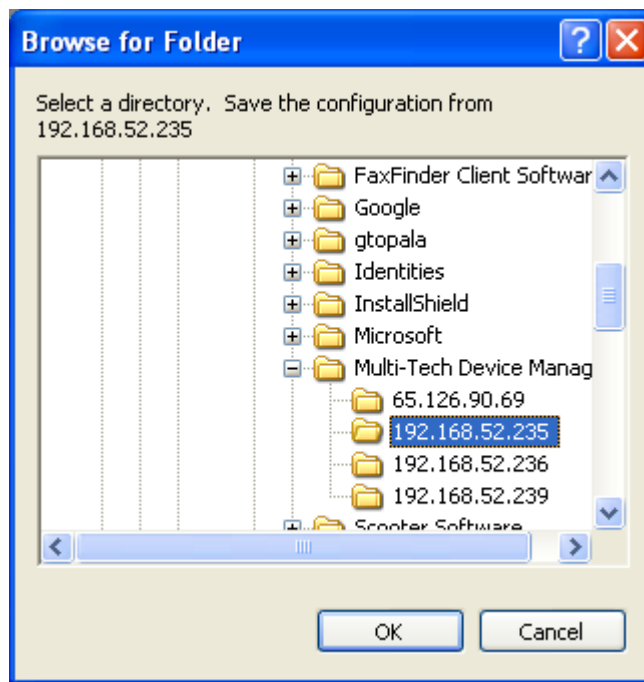 Browse for Folder
Select a directory. Save the configuration from
192.168.52.235
FaxFinder Client Softwar
Google
gtopala
Identities
InstallShield
Microsoft
Multi-Tech Device Manag
65.126.90.69
192.168.52.235
192.168.52.236
192.168.52.239
Scooter Software
OK Cancel